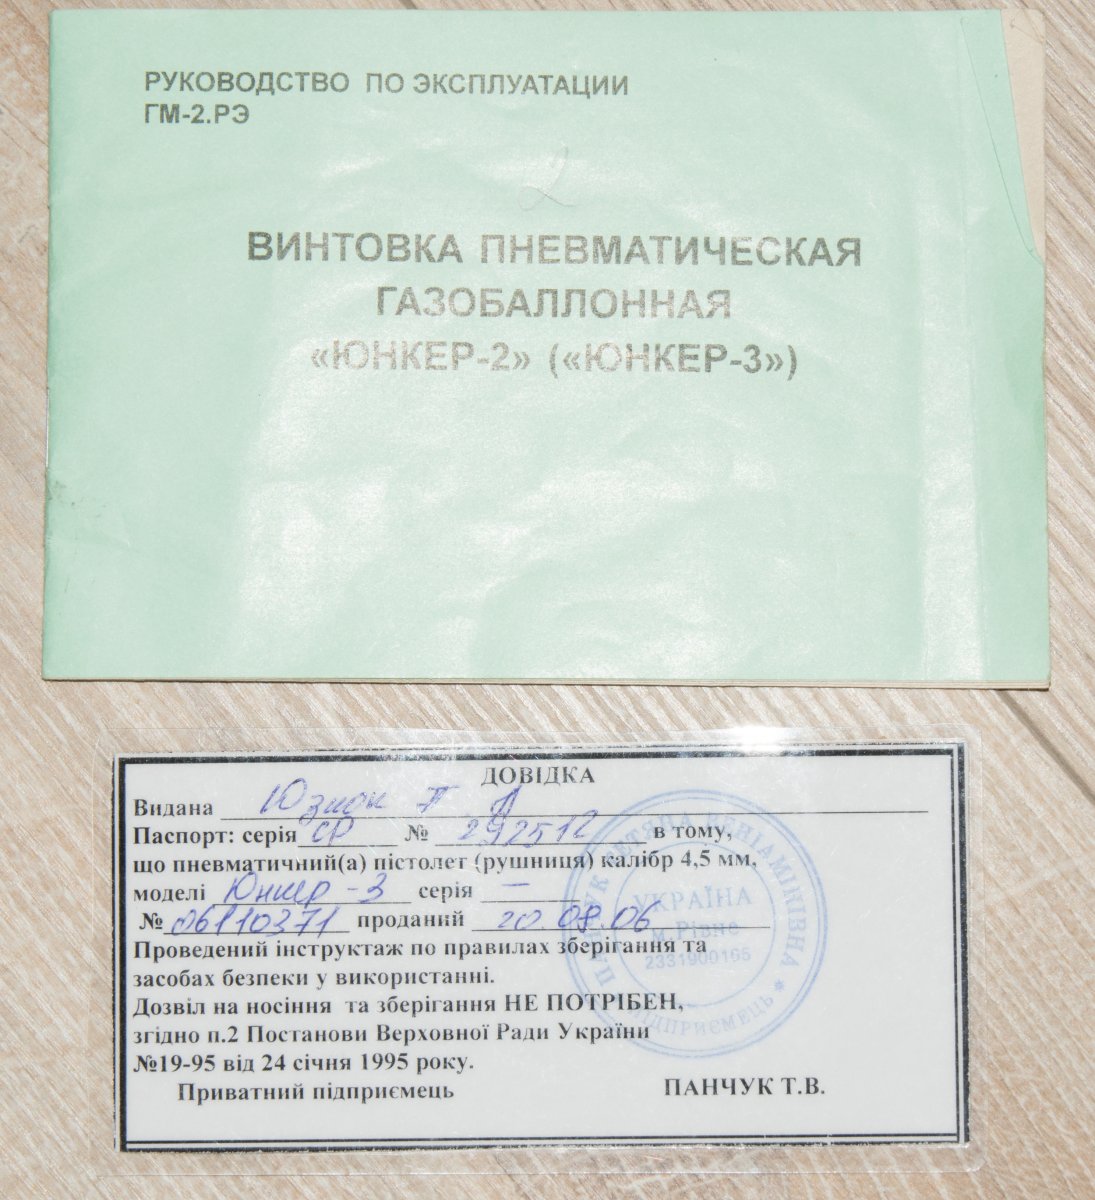 РУКОВОДСТВО ПО ЭКСПЛУАТАЦИИ
ГМ-2.РЭ
2
ВИНТОВКА ПНЕВМАТИЧЕСКАЯ
ГАЗОБАЛЛОННАЯ
«ЮНКЕР-2» («ЮНКЕР-3»)
ДОВІДКА
Видана
Паспорт: серія СР № 292512 в тому,
що пневматичний(а) пістолет (рушниця) калібр 4,5 мм,
моделі Юнкер-3 серія —
№ 06110371 проданий 20.08.06
Проведений інструктаж по правилах зберігання та
засобах безпеки у використанні.
Дозвіл на носіння та зберігання НЕ ПОТРІБЕН,
згідно п.2 Постанови Верховної Ради України
№19-95 від 24 січня 1995 року.
Приватний підприємець ПАНЧУК Т.В.
ПАНЧУК ТЕТЯНА ВЕНІАМІНІВНА * ПІДПРИЄМЕЦЬ *
УКРАЇНА
м. Рівне
2331900165